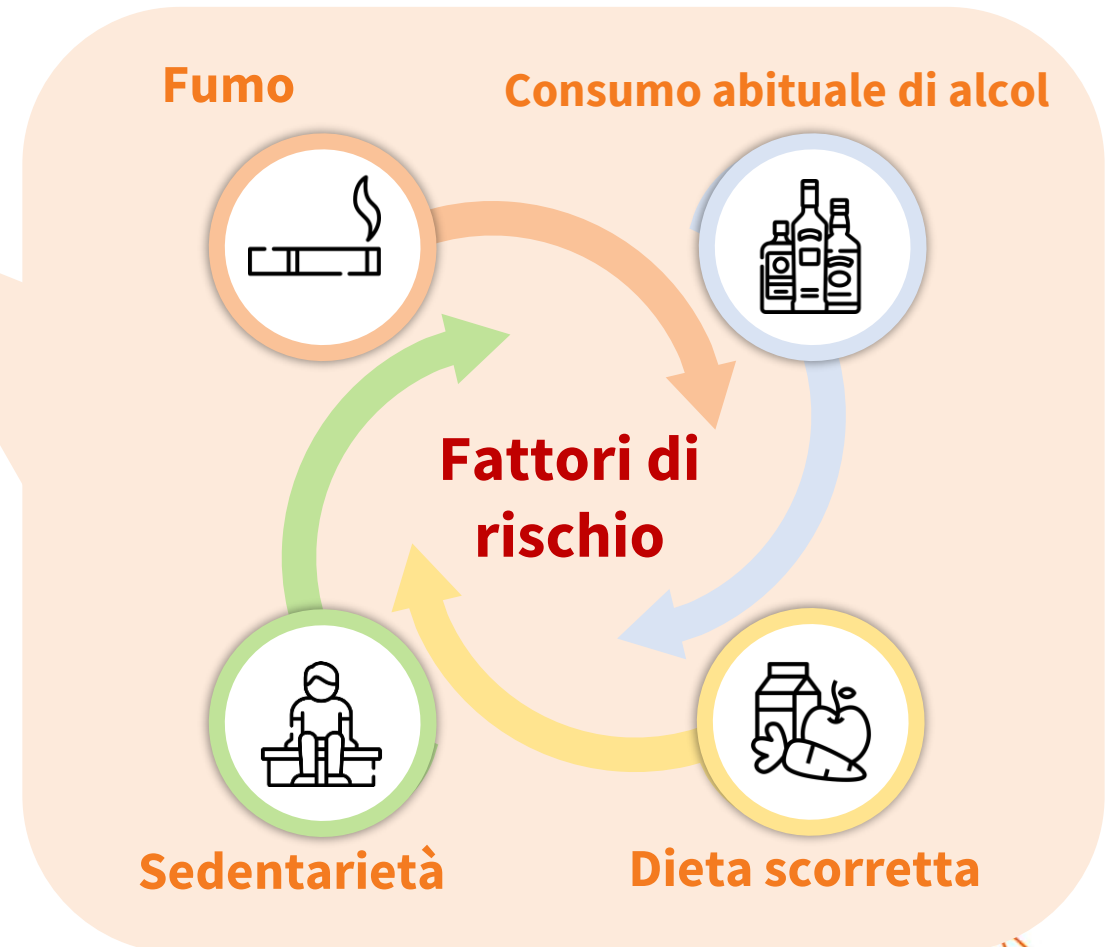 Fumo
Consumo abituale di alcol
Fattori di
rischio
Sedentarietà
Dieta scorretta